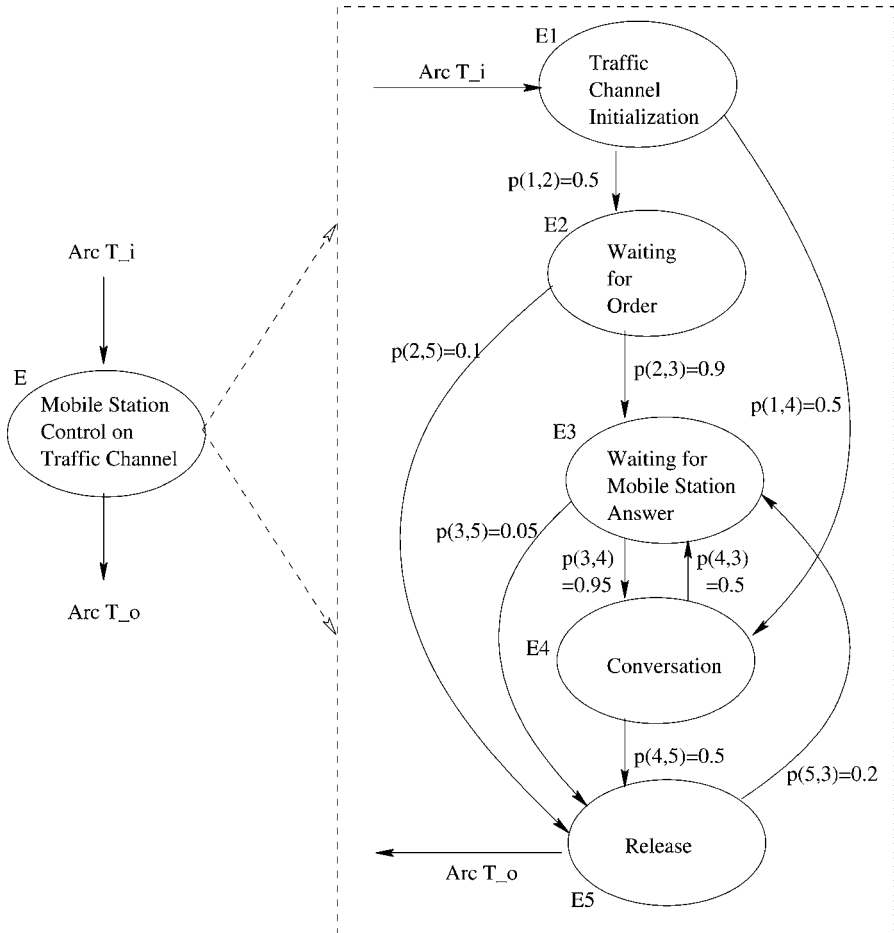 Arc T_i
E
Mobile Station
Control on
Traffic Channel
Arc T_o
E1
Arc T_i
Traffic
Channel
Initialization
p(1,2)=0.5
E2
Waiting
for
Order
p(2,5)=0.1
p(2,3)=0.9
p(1,4)=0.5
E3
Waiting for
Mobile Station
Answer
p(3,5)=0.05
p(3,4)
=0.95
p(4,3)
=0.5
E4
Conversation
p(4,5)=0.5
p(5,3)=0.2
Release
Arc T_o
E5